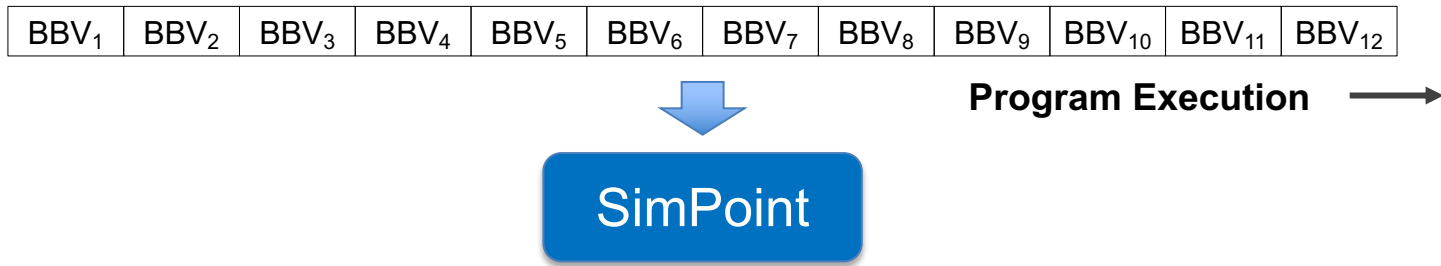 BBV₁ BBV₂ BBV₃ BBV₄ BBV₅ BBV₆ BBV₇ BBV₈ BBV₉ BBV₁₀ BBV₁₁ BBV₁₂
Program Execution
SimPoint